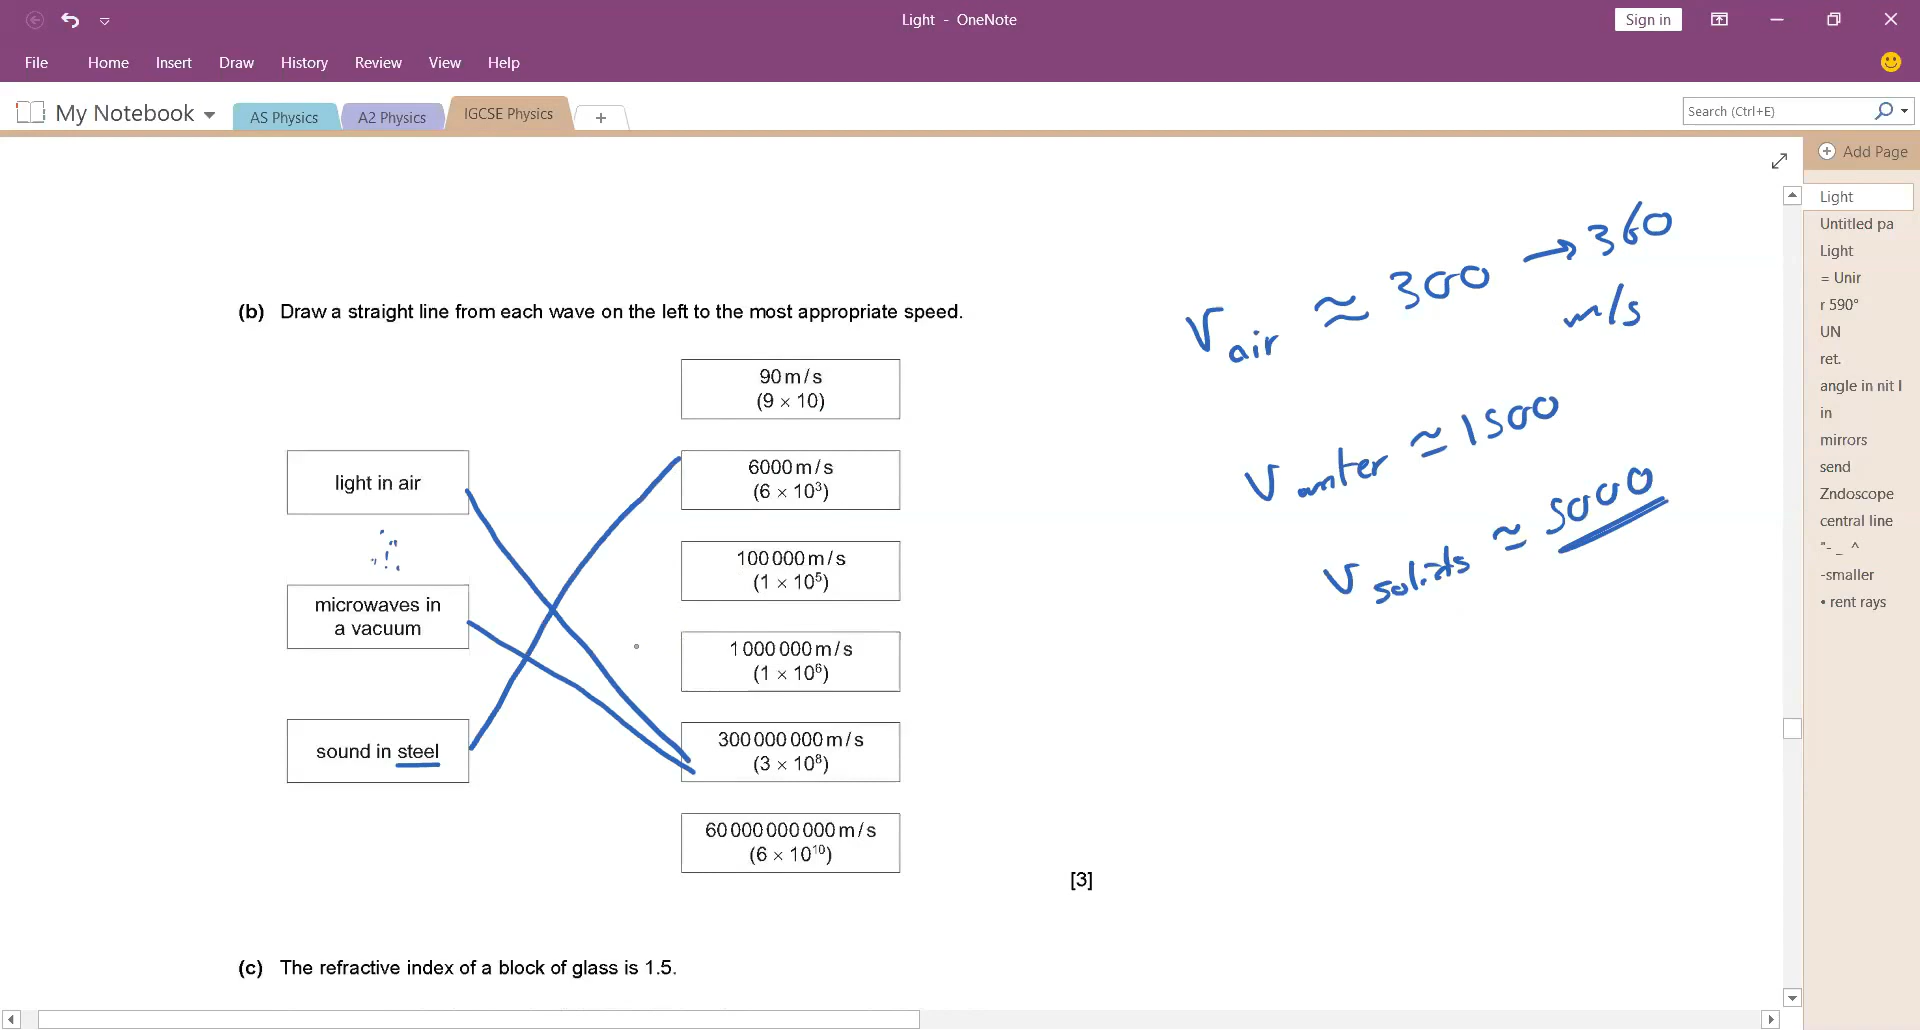 Light - OneNote
Sign in
File Home Insert Draw History Review View Help
My Notebook
AS Physics
A2 Physics
IGCSE Physics
Search (Ctrl+E)
Add Page
Light
Untitled pa
Light
= Unir
r 590°
UN
ret.
angle in nit I
in
mirrors
send
Zndoscope
central line
"- _ ^
-smaller
• rent rays
(b) Draw a straight line from each wave on the left to the most appropriate speed.
light in air
microwaves in
a vacuum
sound in steel
90 m / s
(9 × 10)
6000 m / s
(6 × 10³)
100 000 m / s
(1 × 10⁵)
1 000 000 m / s
(1 × 10⁶)
300 000 000 m / s
(3 × 10⁸)
60 000 000 000 m / s
(6 × 10¹⁰)
[3]
(c) The refractive index of a block of glass is 1.5.
V air ≈ 300 → 360
m/s
V water ≈ 1500
V solids ≈ 5000